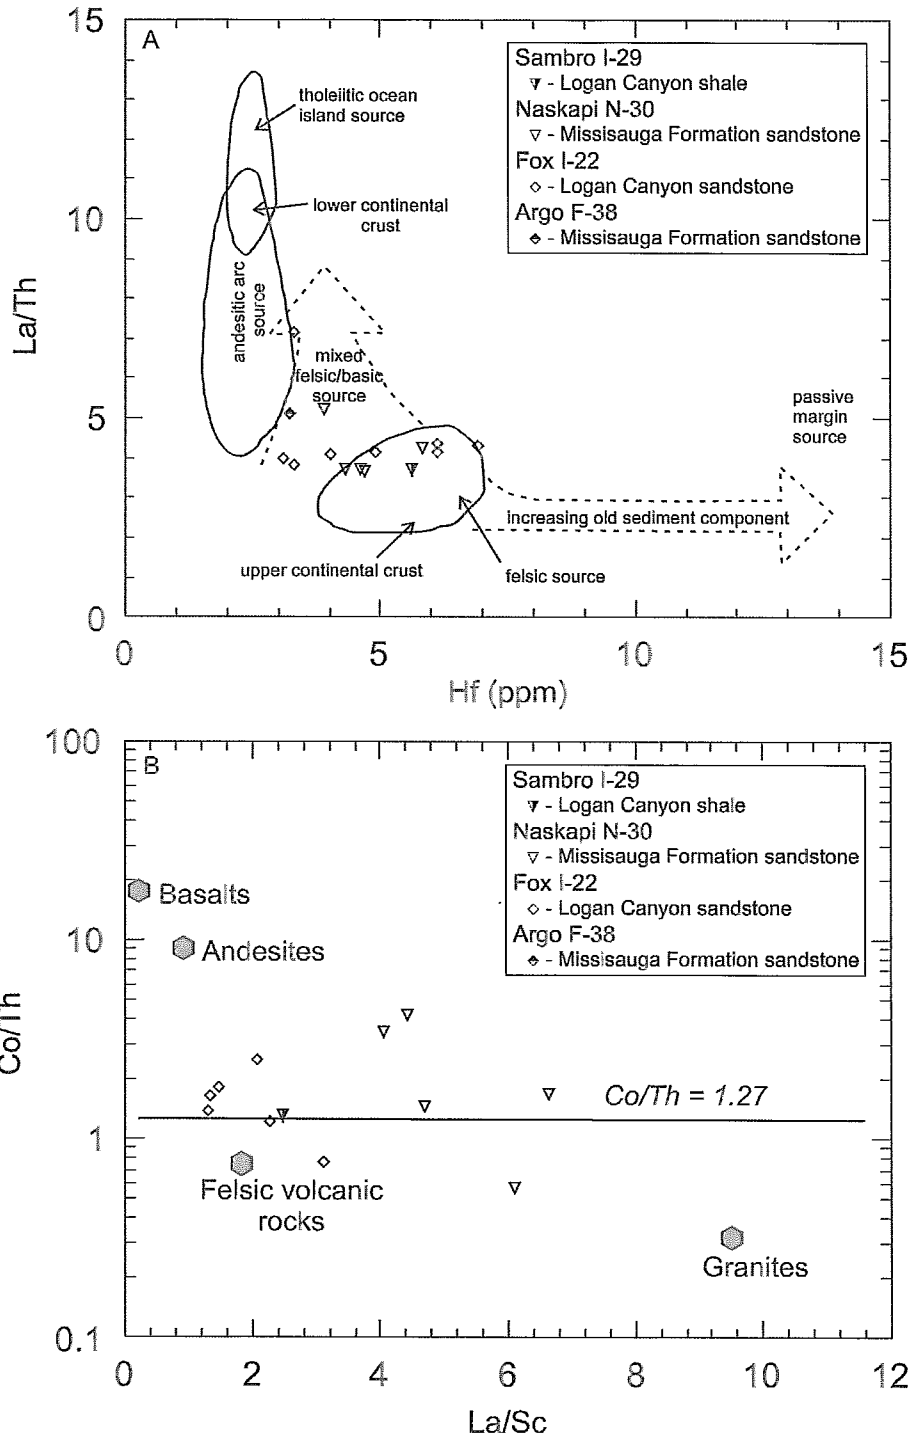 15
A
Sambro I-29
- Logan Canyon shale
Naskapi N-30
- Missisauga Formation sandstone
Fox I-22
- Logan Canyon sandstone
Argo F-38
- Missisauga Formation sandstone
tholeiitic ocean
island source
lower continental
crust
10
La/Th
andesitic arc
source
mixed
felsic/basic
source
passive
margin
source
5
increasing old sediment component
upper continental crust
felsic source
0
0
5
10
15
Hf (ppm)
100
B
Sambro I-29
- Logan Canyon shale
Naskapi N-30
- Missisauga Formation sandstone
Fox I-22
- Logan Canyon sandstone
Argo F-38
- Missisauga Formation sandstone
Basalts
Andesites
10
Co/Th
Co/Th = 1.27
1
Felsic volcanic
rocks
Granites
0.1
0
2
4
6
8
10
12
La/Sc